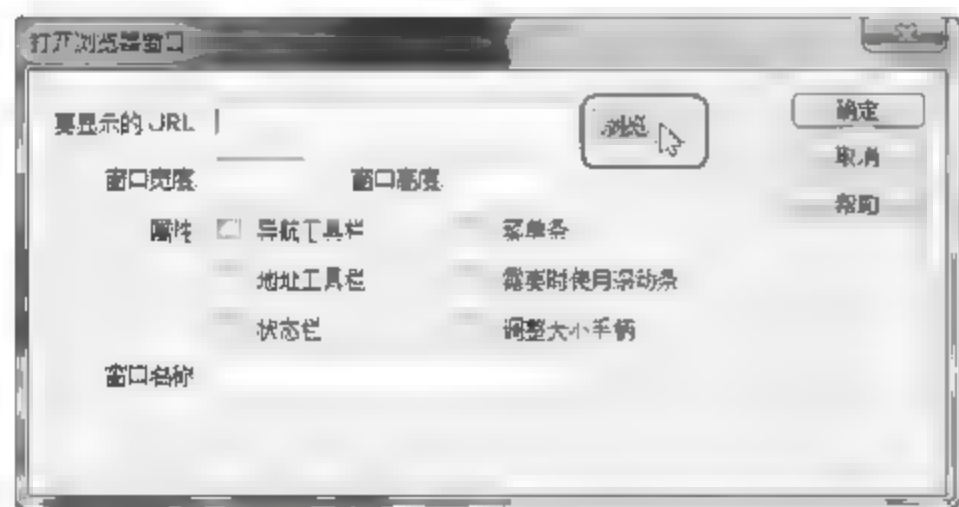 打开浏览器窗口
要显示的 URL 浏览 确定
取消
窗口宽度 窗口高度
帮助
属性 导航工具栏 菜单条
地址工具栏 需要时使用滚动条
状态栏 调整大小手柄
窗口名称